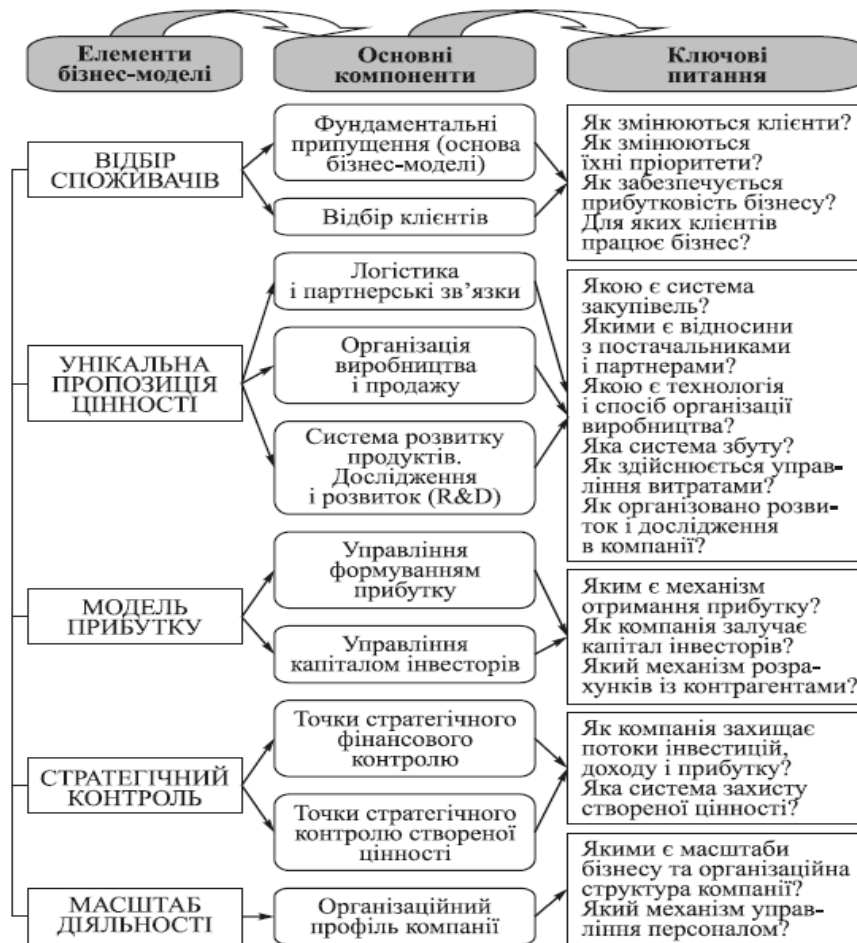 Елементи
бізнес-моделі
Основні
компоненти
Ключові
питання
ВІДБІР
СПОЖИВАЧІВ
Фундаментальні
припущення (основа
бізнес-моделі)
Відбір клієнтів
Як змінюються клієнти?
Як змінюються
їхні пріоритети?
Як забезпечується
прибутковість бізнесу?
Для яких клієнтів
працює бізнес?
УНІКАЛЬНА
ПРОПОЗИЦІЯ
ЦІННОСТІ
Логістика
і партнерські зв’язки
Організація
виробництва
і продажу
Система розвитку
продуктів.
Дослідження
і розвиток (R&D)
Якою є система
закупівель?
Якими є відносини
з постачальниками
і партнерами?
Якою є технологія
і спосіб організації
виробництва?
Яка система збуту?
Як здійснюється управ-
ління витратами?
Як організовано розви-
ток і дослідження
в компанії?
МОДЕЛЬ
ПРИБУТКУ
Управління
формуванням
прибутку
Управління
капіталом інвесторів
Яким є механізм
отримання прибутку?
Як компанія залучає
капітал інвесторів?
Який механізм розра-
хунків із контрагентами?
СТРАТЕГІЧНИЙ
КОНТРОЛЬ
Точки стратегічного
фінансового
контролю
Точки стратегічного
контролю створеної
цінності
Як компанія захищає
потоки інвестицій,
доходу і прибутку?
Яка система захисту
створеної цінності?
МАСШТАБ
ДІЯЛЬНОСТІ
Організаційний
профіль компанії
Якими є масштаби
бізнесу та організаційна
структура компанії?
Який механізм управ-
ління персоналом?